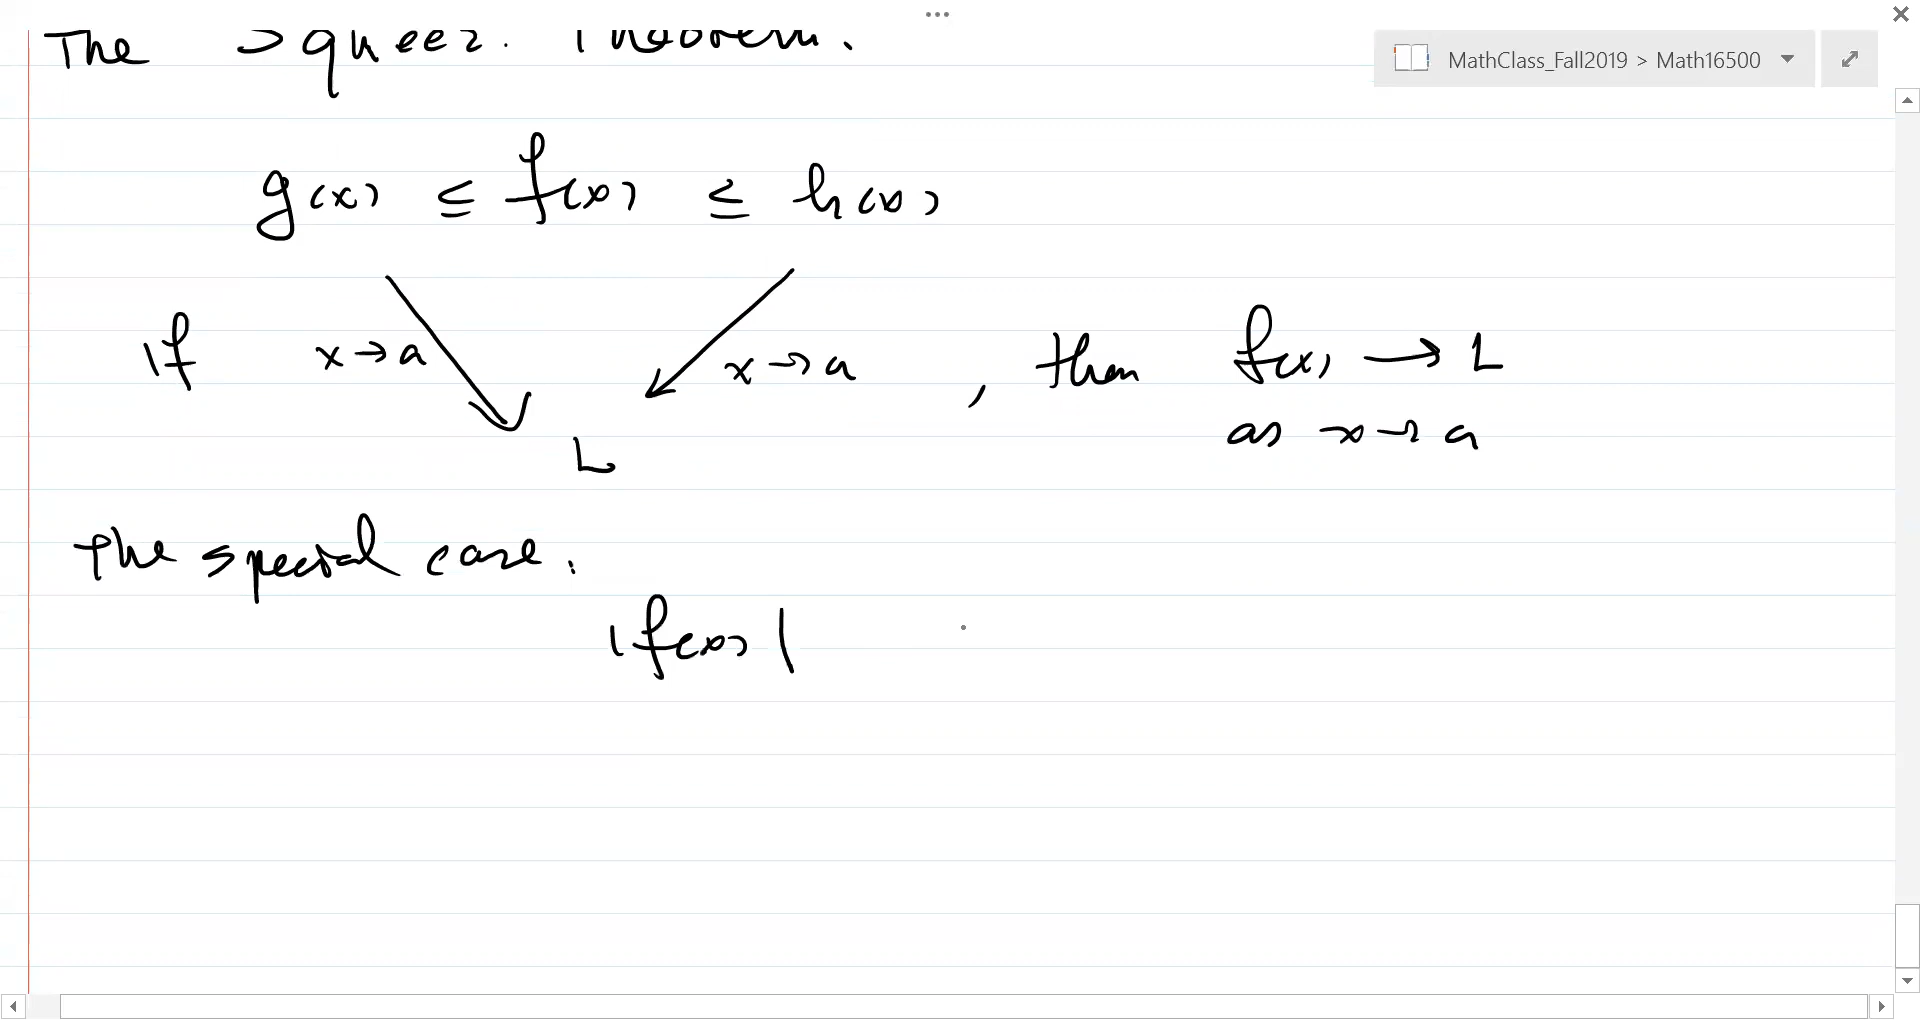 The Squeez. Theorem.
MathClass_Fall2019 > Math16500
g(x) ≤ f(x) ≤ h(x)
if x→a x→a , then f(x) → L
L as x→a
The special case.
|f(x)|